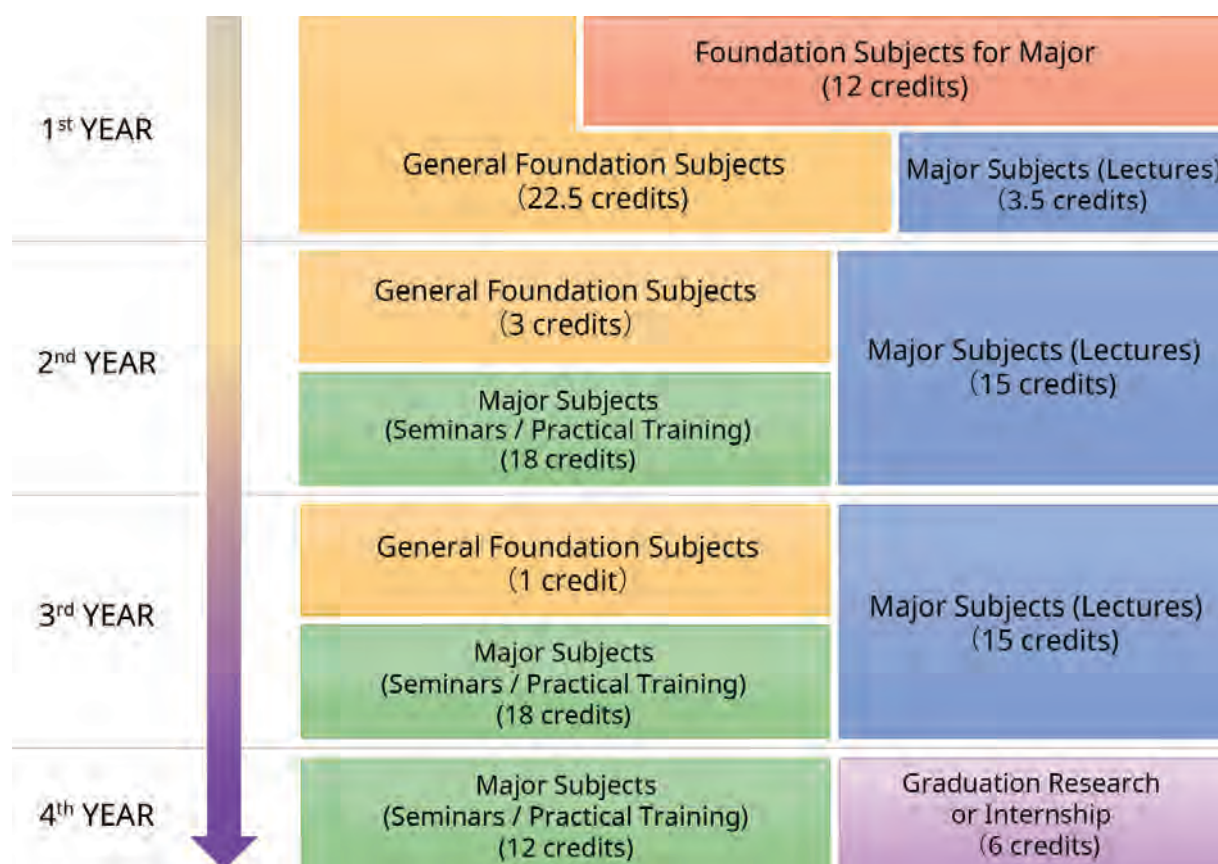 1st YEAR
Foundation Subjects for Major
(12 credits)
General Foundation Subjects
(22.5 credits)
Major Subjects (Lectures)
(3.5 credits)
2nd YEAR
General Foundation Subjects
(3 credits)
Major Subjects
(Seminars / Practical Training)
(18 credits)
Major Subjects (Lectures)
(15 credits)
3rd YEAR
General Foundation Subjects
(1 credit)
Major Subjects
(Seminars / Practical Training)
(18 credits)
Major Subjects (Lectures)
(15 credits)
4th YEAR
Major Subjects
(Seminars / Practical Training)
(12 credits)
Graduation Research
or Internship
(6 credits)